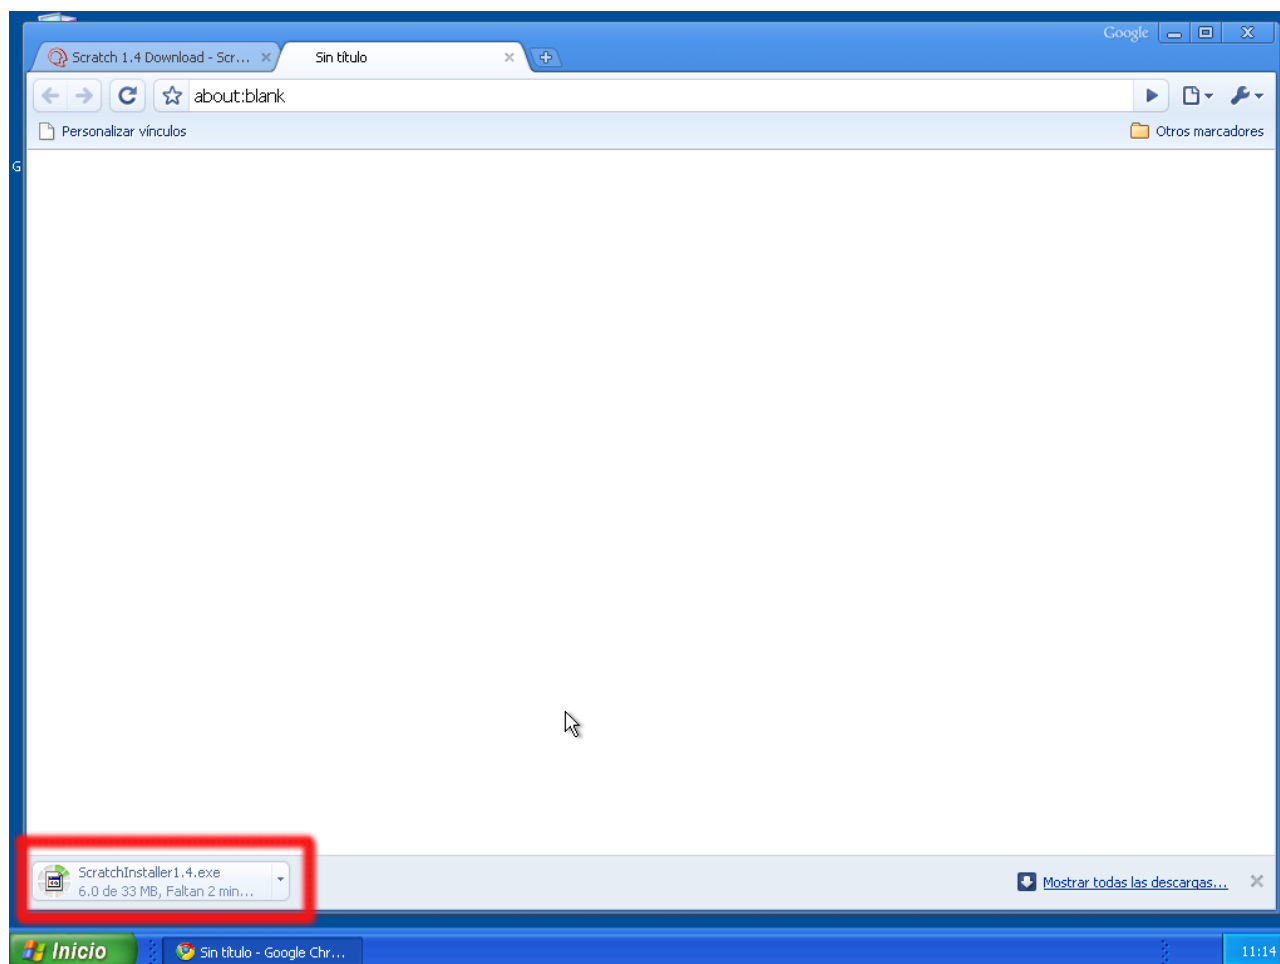 Google
Scratch 1.4 Download - Scr...
Sin título
about:blank
Personalizar vínculos
Otros marcadores
G
ScratchInstaller1.4.exe
6.0 de 33 MB, Faltan 2 min...
Mostrar todas las descargas...
Inicio
Sin título - Google Chr...
11:14